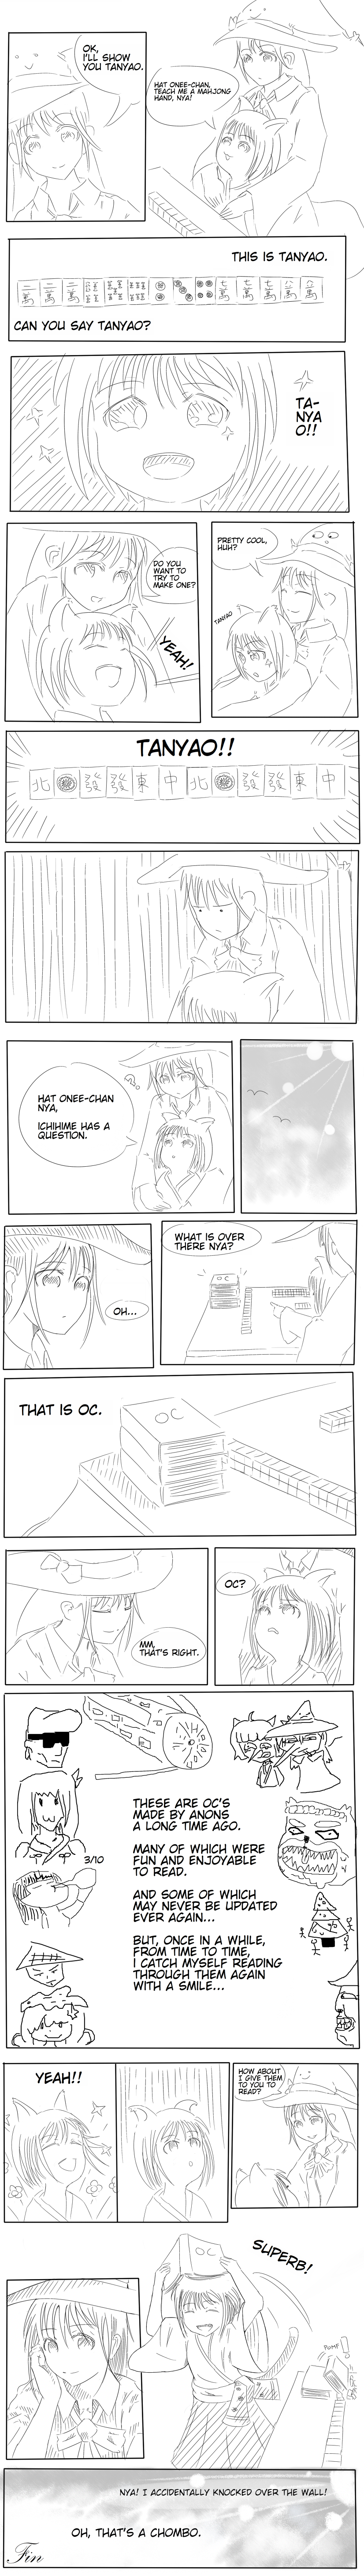 HAT ONEE-CHAN,
TEACH ME A MAHJONG
HAND, NYA!
OK,
I'LL SHOW
YOU TANYAO.
THIS IS TANYAO.
CAN YOU SAY TANYAO?
TA-
NYA
O!!
PRETTY COOL,
HUH?
TANYAO
DO YOU
WANT TO
TRY TO
MAKE ONE?
YEAH!
TANYAO!!
北 發 發 東 中 北 發 發 東 中
HAT ONEE-CHAN
NYA,
ICHIHIME HAS A
QUESTION.
WHAT IS OVER
THERE NYA?
OC
OH...
THAT IS OC.
OC
OC?
MM,
THAT'S RIGHT.
3/10
THESE ARE OC'S
MADE BY ANONS
A LONG TIME AGO.
MANY OF WHICH WERE
FUN AND ENJOYABLE
TO READ.
AND SOME OF WHICH
MAY NEVER BE UPDATED
EVER AGAIN...
BUT, ONCE IN A WHILE,
FROM TIME TO TIME,
I CATCH MYSELF READING
THROUGH THEM AGAIN
WITH A SMILE...
HOW ABOUT
I GIVE THEM
TO YOU TO
READ?
YEAH!!
OC
SUPERB!
NYA! I ACCIDENTALLY KNOCKED OVER THE WALL!
OH, THAT'S A CHOMBO.
Fin